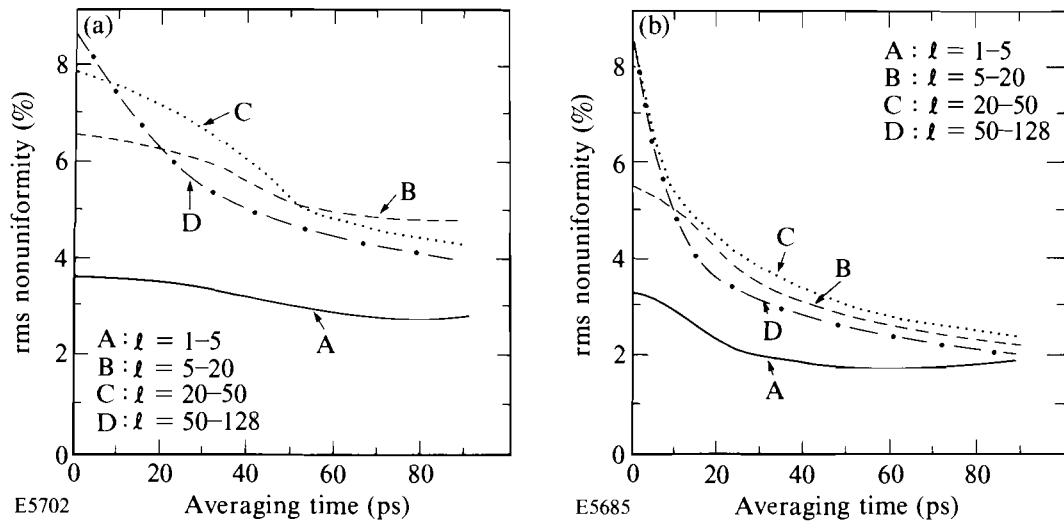 (a)
8
6
4
2
0
rms nonuniformity (%)
C
B
D
A
A : ℓ = 1–5
B : ℓ = 5–20
C : ℓ = 20–50
D : ℓ = 50–128
0 20 40 60 80
Averaging time (ps)
E5702
(b)
8
6
4
2
0
rms nonuniformity (%)
A : ℓ = 1–5
B : ℓ = 5–20
C : ℓ = 20–50
D : ℓ = 50–128
C
B
D
A
0 20 40 60 80
Averaging time (ps)
E5685